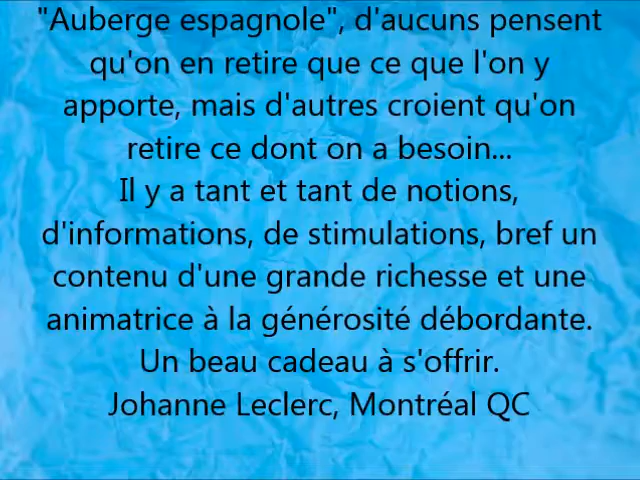 "Auberge espagnole", d'aucuns pensent
qu'on en retire que ce que l'on y
apporte, mais d'autres croient qu'on
retire ce dont on a besoin...
Il y a tant et tant de notions,
d'informations, de stimulations, bref un
contenu d'une grande richesse et une
animatrice à la générosité débordante.
Un beau cadeau à s'offrir.
Johanne Leclerc, Montréal QC